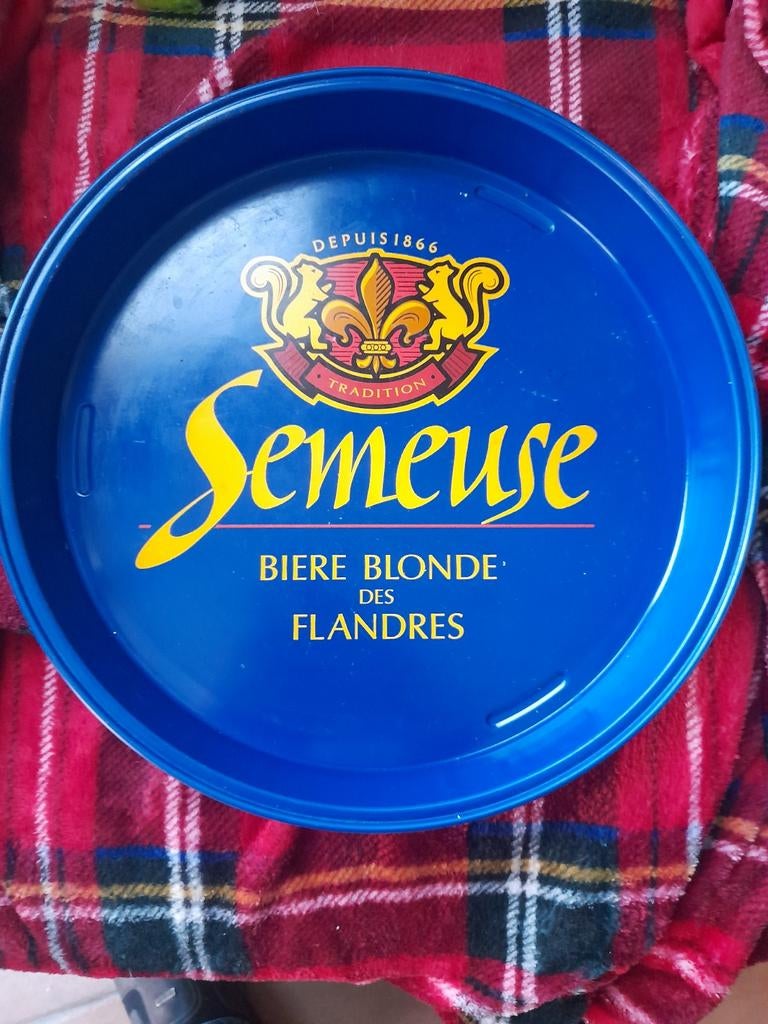 DEPUIS 1866
TRADITION
Semeuse
BIERE BLONDE
DES
FLANDRES